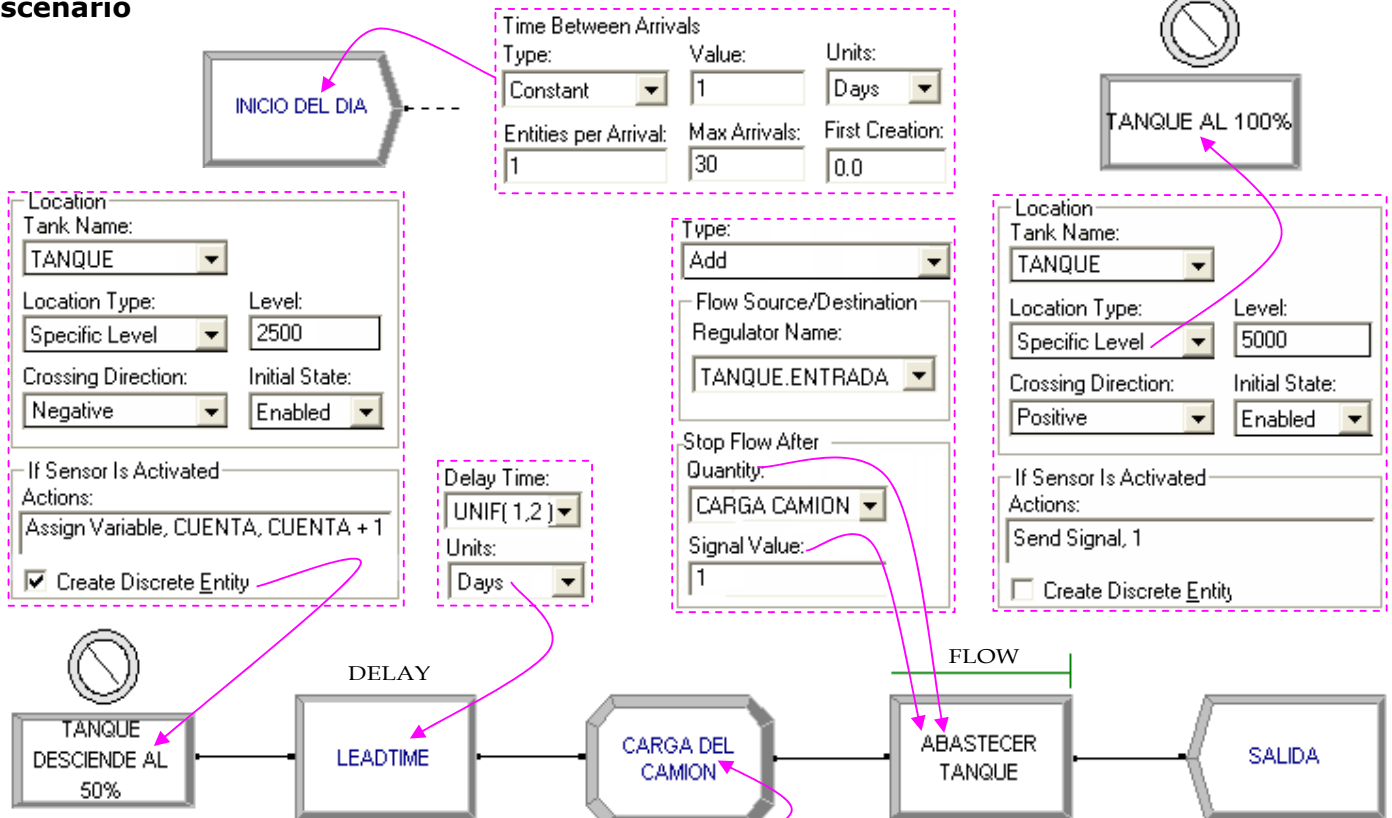 scenario
Time Between Arrivals
Type:
Value:
Units:
Constant
1
Days
Entities per Arrival:
Max Arrivals:
First Creation:
1
30
0.0
INICIO DEL DIA
TANQUE AL 100%
Location
Tank Name:
TANQUE
Location Type:
Level:
Specific Level
2500
Crossing Direction:
Initial State:
Negative
Enabled
If Sensor Is Activated
Actions:
Assign Variable, CUENTA, CUENTA + 1
Create Discrete Entity
Delay Time:
UNIF( 1,2 )
Units:
Days
Type:
Add
Flow Source/Destination
Regulator Name:
TANQUE.ENTRADA
Stop Flow After
Quantity:
CARGA CAMION
Signal Value:
1
Location
Tank Name:
TANQUE
Location Type:
Level:
Specific Level
5000
Crossing Direction:
Initial State:
Positive
Enabled
If Sensor Is Activated
Actions:
Send Signal, 1
Create Discrete Entity
TANQUE
DESCIENDE AL
50%
DELAY
LEADTIME
CARGA DEL
CAMION
FLOW
ABASTECER
TANQUE
SALIDA